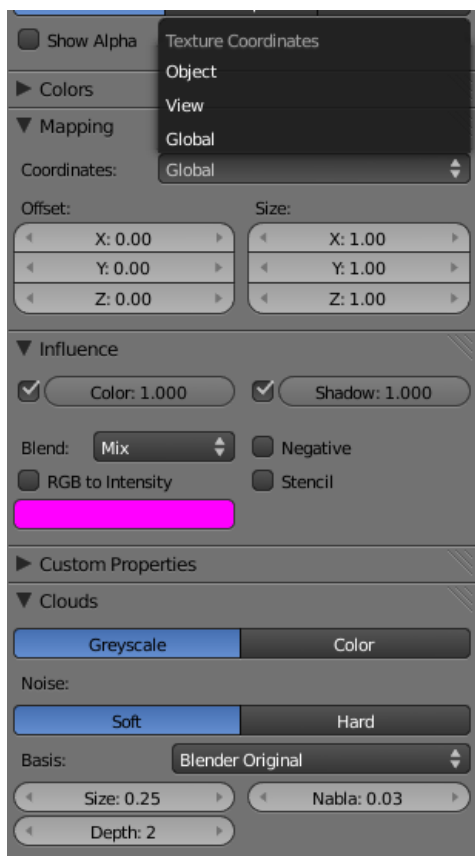 Show Alpha
Texture Coordinates
Object
View
Global
Colors
Mapping
Coordinates: Global
Offset: Size:
X: 0.00 X: 1.00
Y: 0.00 Y: 1.00
Z: 0.00 Z: 1.00
Influence
Color: 1.000 Shadow: 1.000
Blend: Mix Negative
RGB to Intensity Stencil
Custom Properties
Clouds
Greyscale Color
Noise:
Soft Hard
Basis: Blender Original
Size: 0.25 Nabla: 0.03
Depth: 2